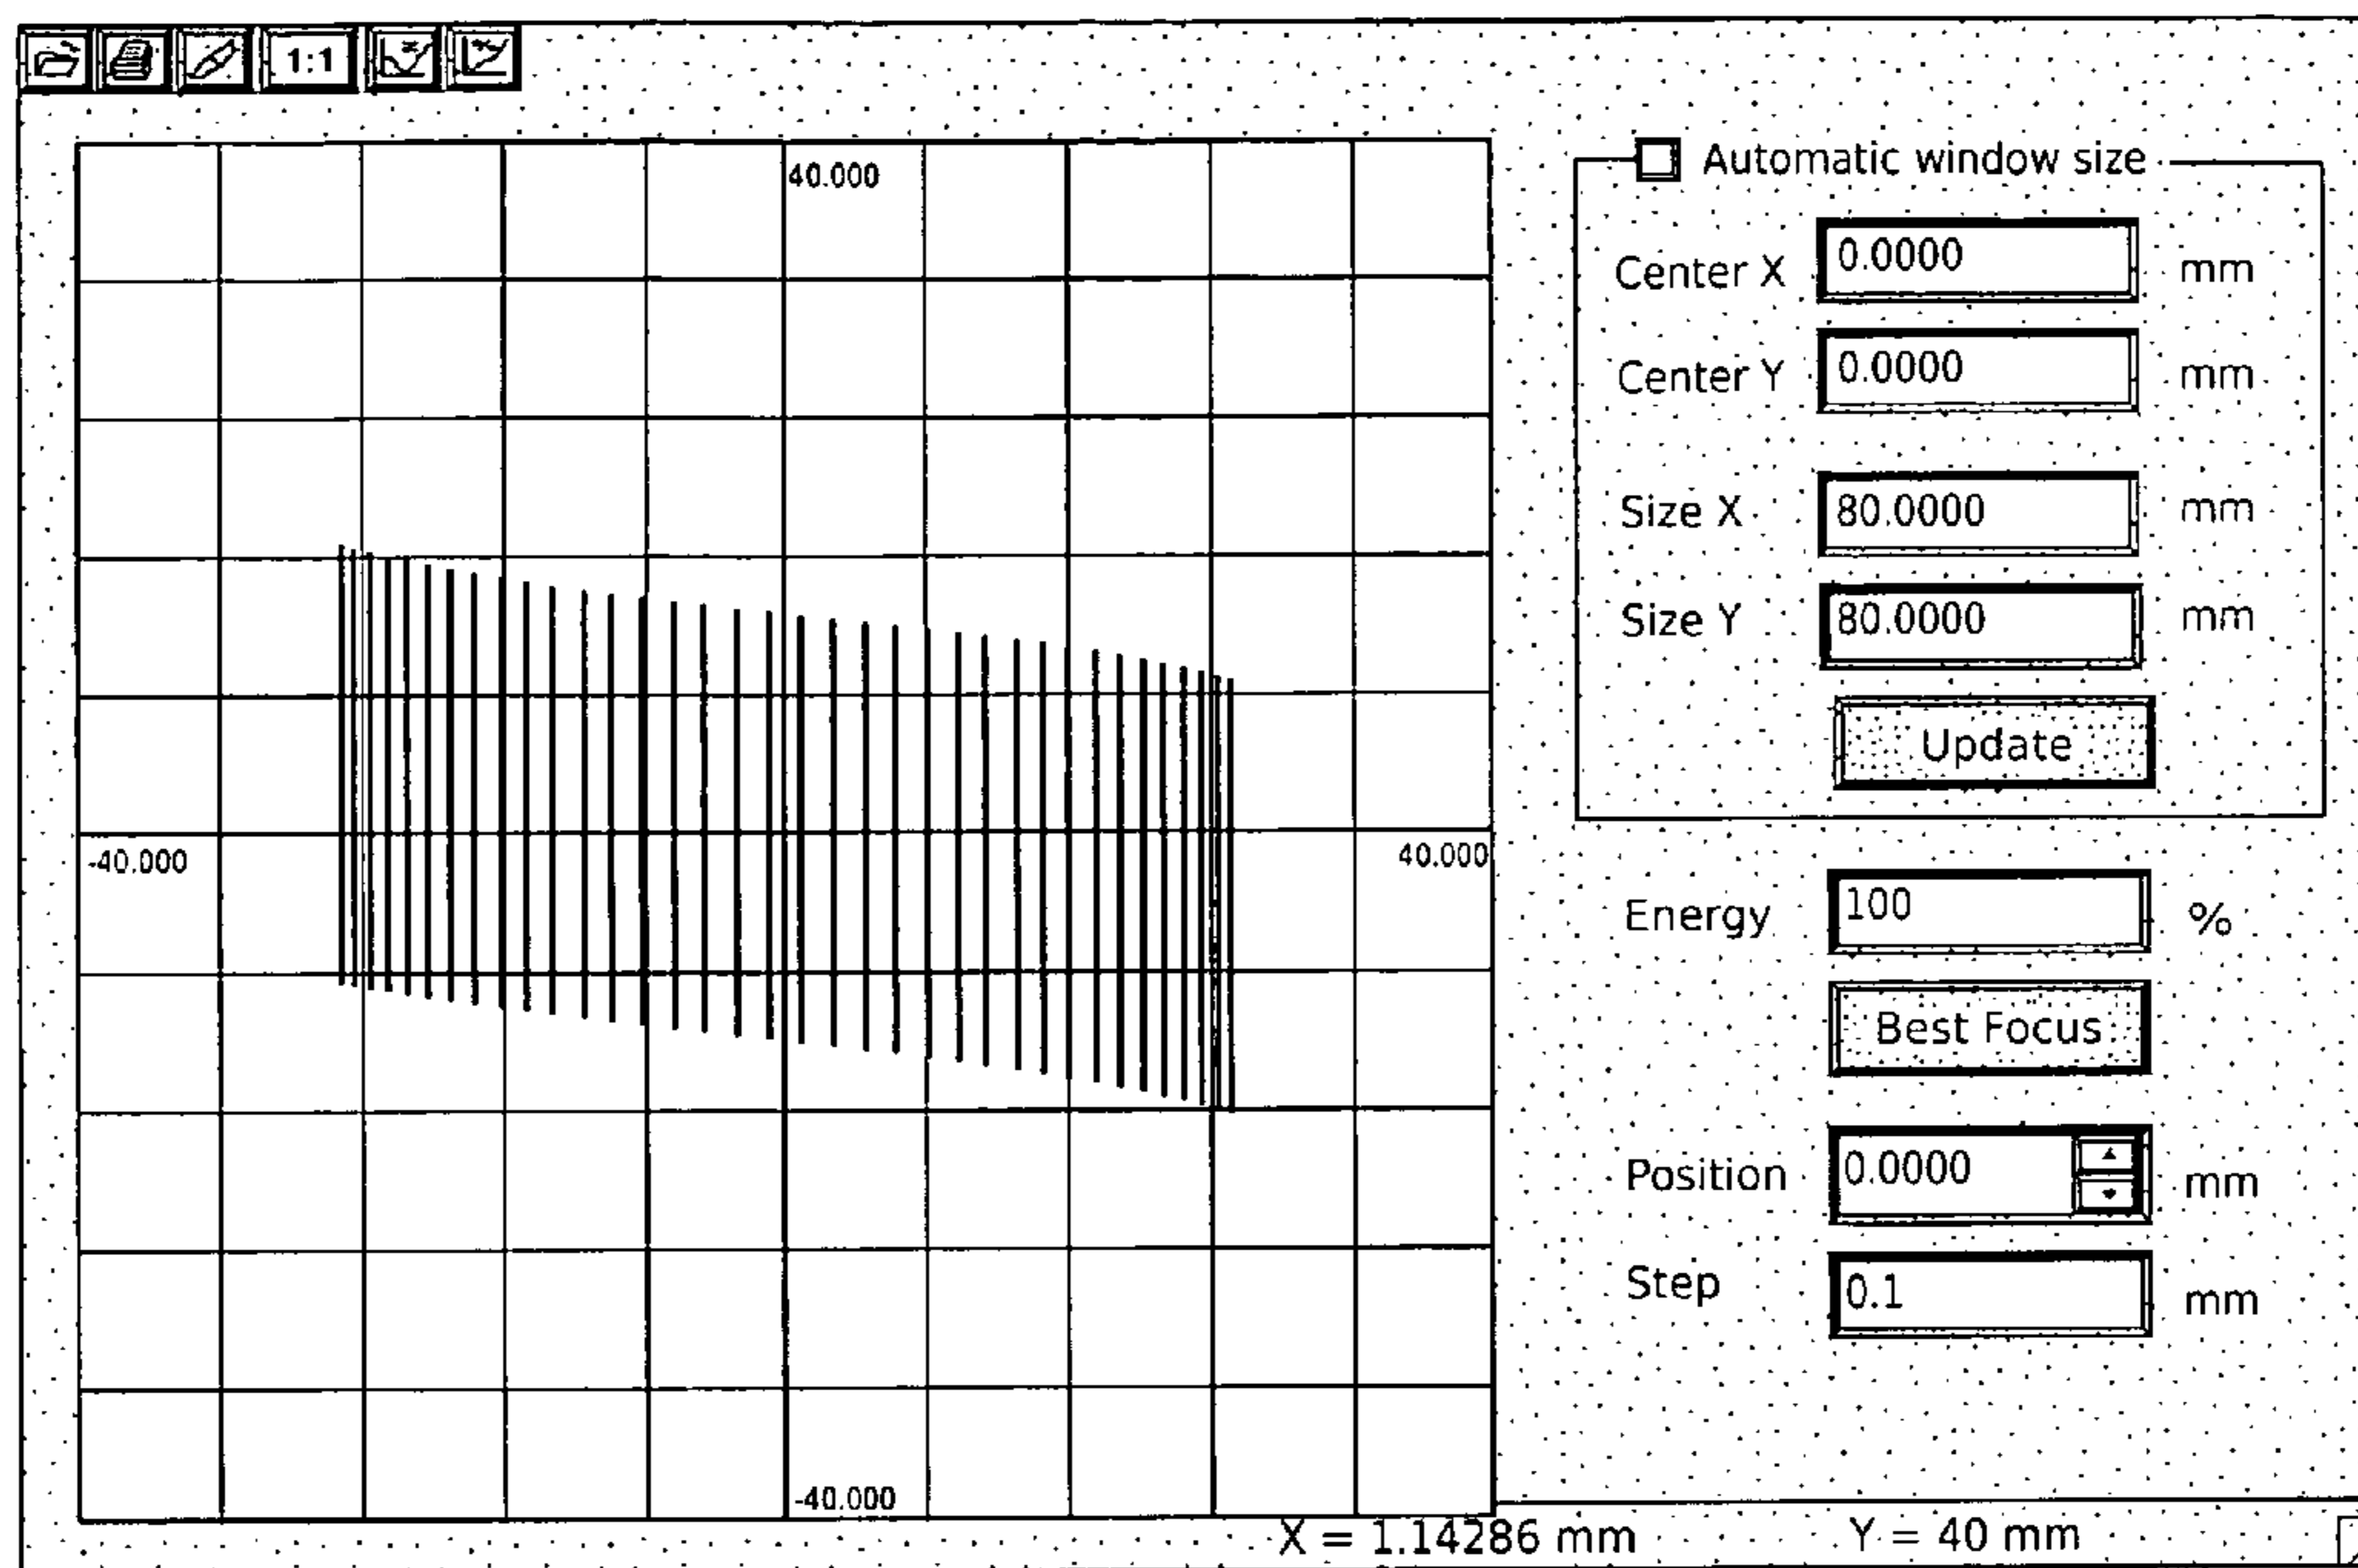 1:1
40.000
-40.000
40.000
-40.000
Automatic window size
Center X 0.0000 mm
Center Y 0.0000 mm
Size X 80.0000 mm
Size Y 80.0000 mm
Update
Energy 100 %
Best Focus
Position 0.0000 mm
Step 0.1 mm
X = 1.14286 mm Y = 40 mm